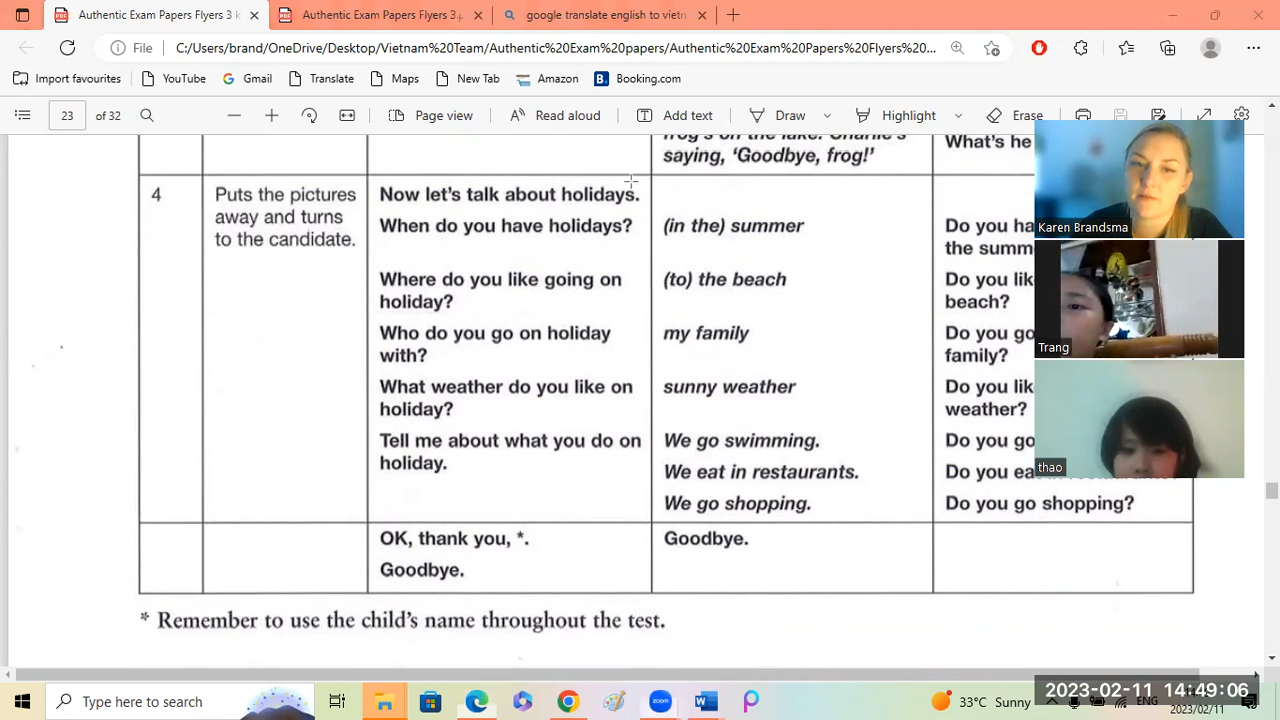 Authentic Exam Papers Flyers 3 k
Authentic Exam Papers Flyers 3
google translate english to vietn
File
C:/Users/brand/OneDrive/Desktop/Vietnam%20Team/Authentic%20Exam%20papers/Authentic%20Exam%20Papers%20Flyers%20...
Import favourites
YouTube
Gmail
Translate
Maps
New Tab
Amazon
Booking.com
23 of 32
Page view
Read aloud
Add text
Draw
Highlight
Erase
saying, ‘Goodbye, frog!’
What’s he
4
Puts the pictures
away and turns
to the candidate.
Now let’s talk about holidays.
When do you have holidays?
(in the) summer
Do you ha
the summ
Where do you like going on
holiday?
(to) the beach
Do you lik
beach?
Who do you go on holiday
with?
my family
Do you go
family?
What weather do you like on
holiday?
sunny weather
Do you lik
weather?
Tell me about what you do on
holiday.
We go swimming.
Do you go
We eat in restaurants.
Do you ea
We go shopping.
Do you go shopping?
OK, thank you, *.
Goodbye.
Goodbye.
* Remember to use the child’s name throughout the test.
Karen Brandsma
Trang
thao
Type here to search
zoom
33°C Sunny
ENG
2023-02-11 14:49:06
2023/02/11